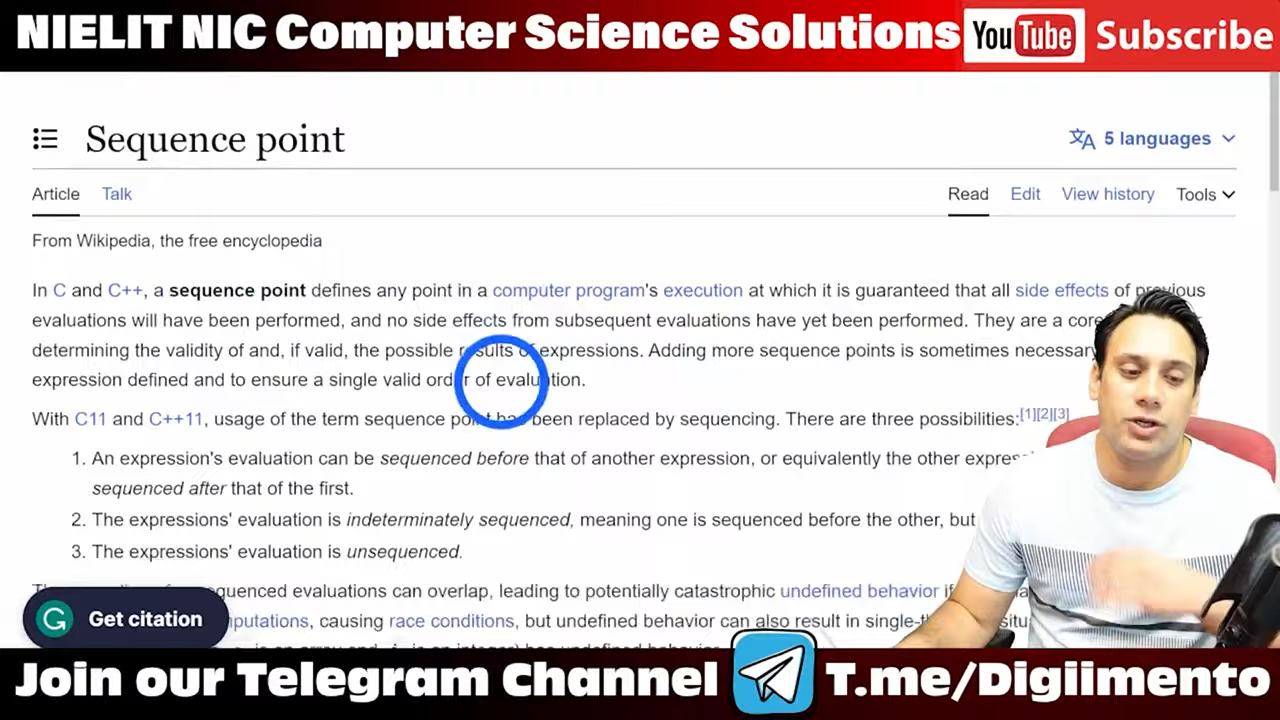 NIELIT NIC Computer Science Solutions YouTube Subscribe
Sequence point
5 languages
Article Talk Read Edit View history Tools
From Wikipedia, the free encyclopedia
In C and C++, a sequence point defines any point in a computer program's execution at which it is guaranteed that all side effects of previous
evaluations will have been performed, and no side effects from subsequent evaluations have yet been performed. They are a core
determining the validity of and, if valid, the possible results of expressions. Adding more sequence points is sometimes necessary
expression defined and to ensure a single valid order of evaluation.
With C11 and C++11, usage of the term sequence point has been replaced by sequencing. There are three possibilities:[1][2][3]
1. An expression's evaluation can be sequenced before that of another expression, or equivalently the other
sequenced after that of the first.
2. The expressions' evaluation is indeterminately sequenced, meaning one is sequenced before the other, but
3. The expressions' evaluation is unsequenced.
evaluations can overlap, leading to potentially catastrophic undefined behavior
Get citation
causing race conditions, but undefined behavior can also result in
Join our Telegram Channel T.me/Digiimento